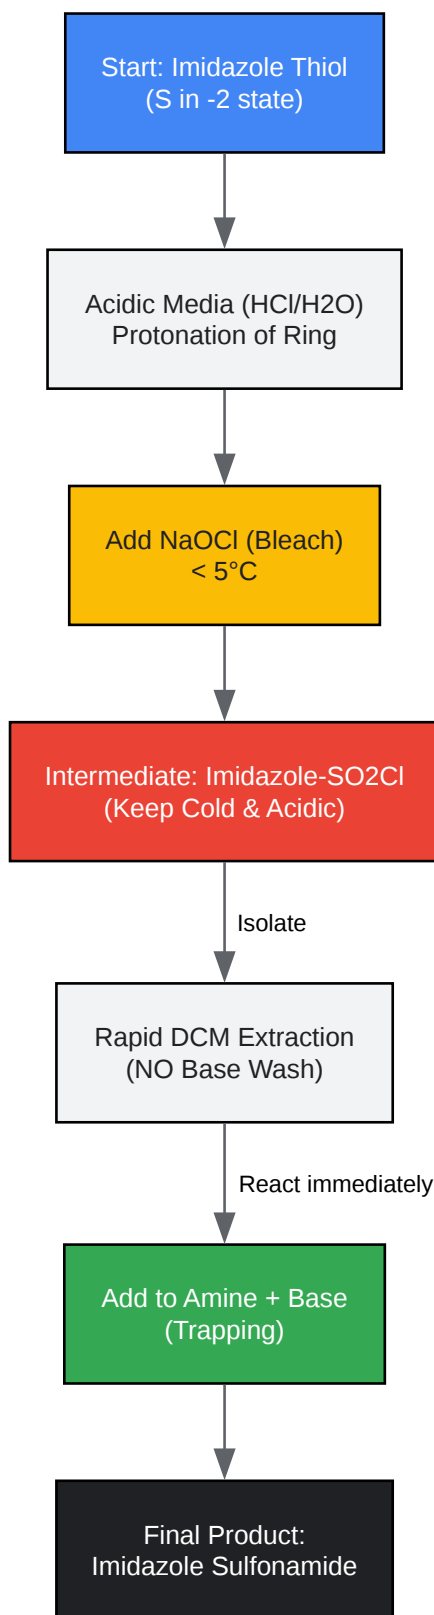 Start: Imidazole Thiol
(S in -2 state)
Acidic Media (HCl/H2O)
Protonation of Ring
Add NaOCl (Bleach)
< 5°C
Intermediate: Imidazole-SO2Cl
(Keep Cold & Acidic)
Isolate
Rapid DCM Extraction
(NO Base Wash)
React immediately
Add to Amine + Base
(Trapping)
Final Product:
Imidazole Sulfonamide